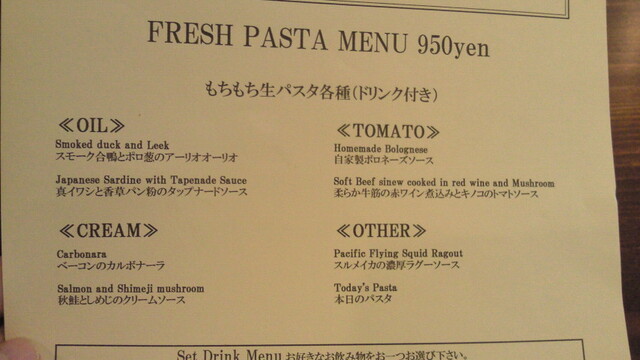 FRESH PASTA MENU 950yen
もちもち生パスタ各種(ドリンク付き)
≪OIL≫
Smoked duck and Leek
スモーク合鴨とポロ葱のアーリオオーリオ
Japanese Sardine with Tapenade Sauce
真イワシと香草パン粉のタップナードソース
≪TOMATO≫
Homemade Bolognese
自家製ボロネーズソース
Soft Beef sinew cooked in red wine and Mushroom
柔らか牛筋の赤ワイン煮込みとキノコのトマトソース
≪CREAM≫
Carbonara
ベーコンのカルボナーラ
Salmon and Shimeji mushroom
秋鮭としめじのクリームソース
≪OTHER≫
Pacific Flying Squid Ragout
スルメイカの濃厚ラグーソース
Today's Pasta
本日のパスタ
Set Drink Menu お好きなお飲み物をお一つお選び下さい。